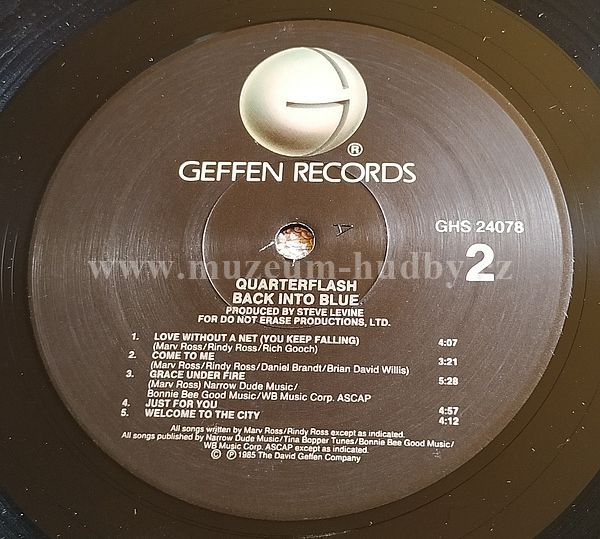 G
®
GEFFEN RECORDS
GHS 24078
2
www.muzeum-hudby.cz
QUARTERFLASH
BACK INTO BLUE
PRODUCED BY STEVE LEVINE
FOR DO NOT ERASE PRODUCTIONS, LTD.
1. LOVE WITHOUT A NET (YOU KEEP FALLING) 4:07
(Marv Ross/Rindy Ross/Rich Gooch)
2. COME TO ME 3:21
(Marv Ross/Rindy Ross/Daniel Brandt/Brian David Willis)
3. GRACE UNDER FIRE 5:28
(Marv Ross) Narrow Dude Music/
Bonnie Bee Good Music/WB Music Corp. ASCAP
4. JUST FOR YOU 4:57
5. WELCOME TO THE CITY 4:12
All songs written by Marv Ross/Rindy Ross except as indicated.
All songs published by Narrow Dude Music/Tina Bopper Tunes/Bonnie Bee Good Music/
WB Music Corp. ASCAP except as indicated.
© ℗ 1985 The David Geffen Company